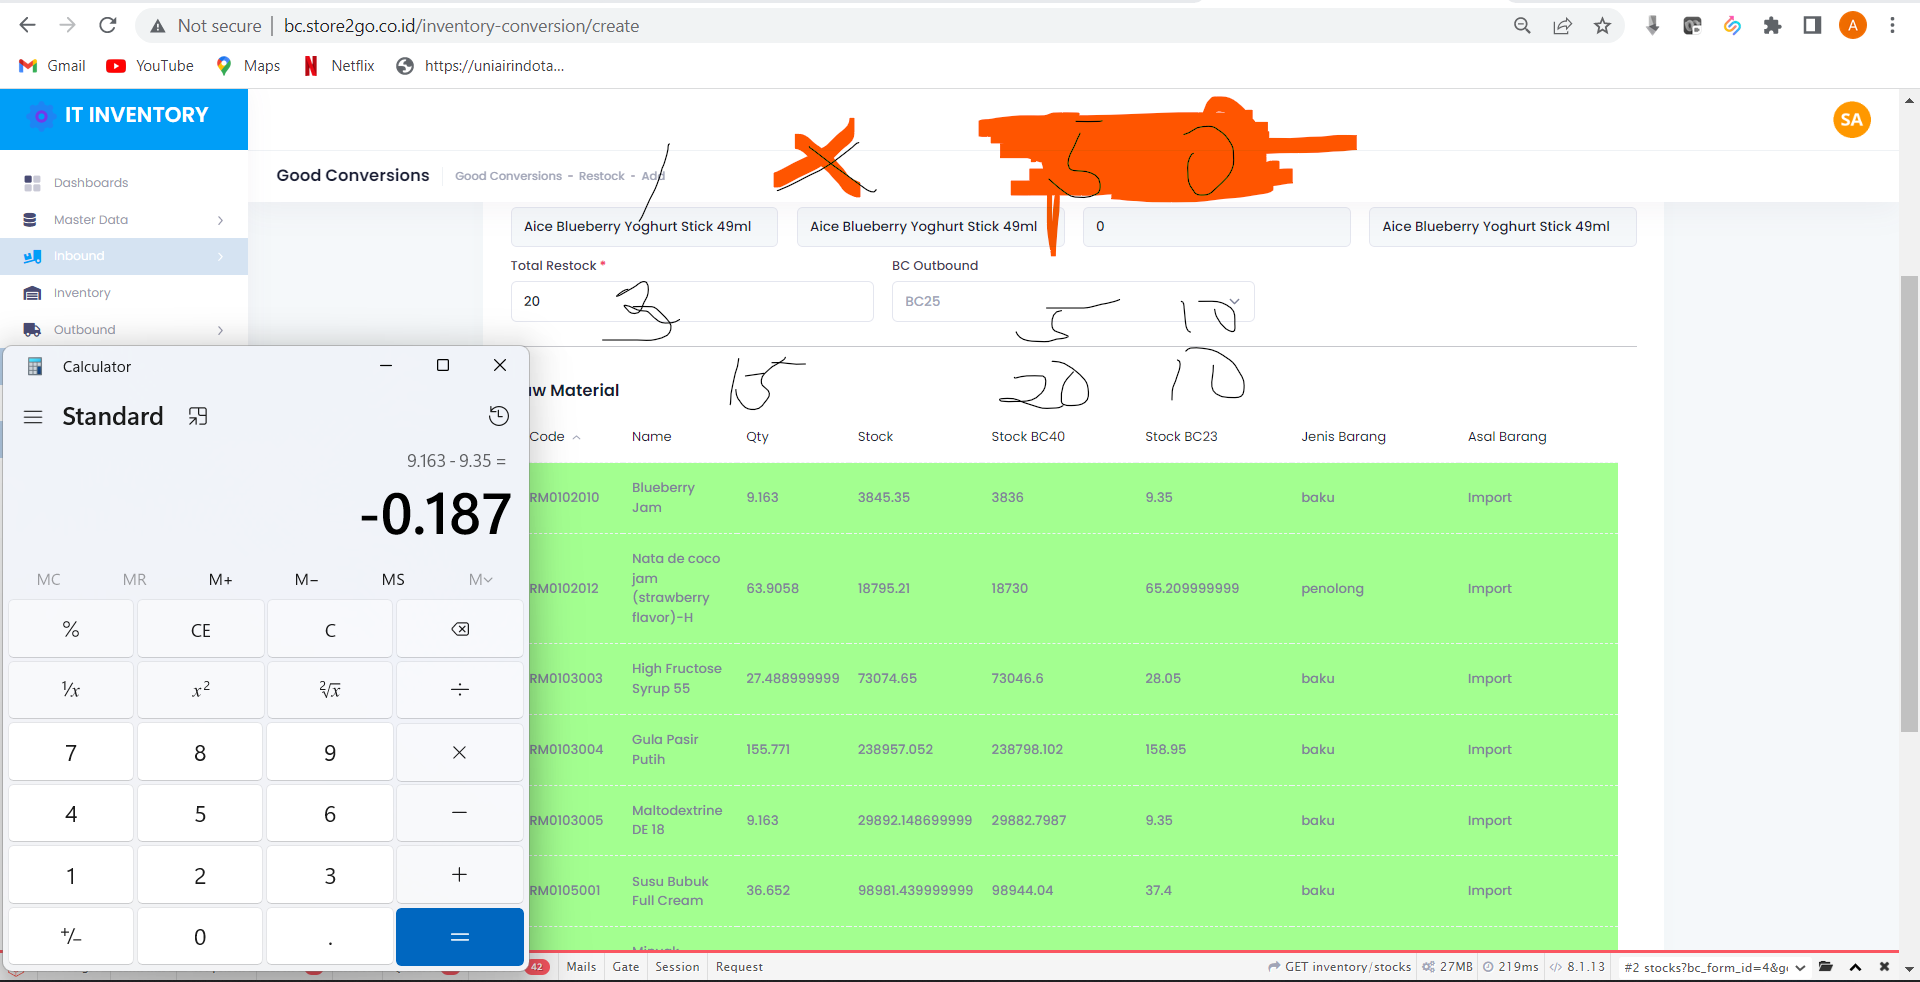 Not secure | bc.store2go.co.id/inventory-conversion/create
A
Gmail YouTube Maps Netflix https://uniairindota...
IT INVENTORY
SA
Dashboards
Master Data
Inbound
Inventory
Outbound
Good Conversions Good Conversions - Restock - Add
5 0
Aice Blueberry Yoghurt Stick 49ml Aice Blueberry Yoghurt Stick 49ml 0 Aice Blueberry Yoghurt Stick 49ml
Total Restock * BC Outbound
20 BC25
3 5 10
15 20 10
w Material
Code Name Qty Stock Stock BC40 Stock BC23 Jenis Barang Asal Barang
RM0102010 Blueberry Jam 9.163 3845.35 3836 9.35 baku Import
RM0102012 Nata de coco jam (strawberry flavor)-H 63.9058 18795.21 18730 65.209999999 penolong Import
RM0103003 High Fructose Syrup 55 27.488999999 73074.65 73046.6 28.05 baku Import
RM0103004 Gula Pasir Putih 155.771 238957.052 238798.102 158.95 baku Import
RM0103005 Maltodextrine DE 18 9.163 29892.148699999 29882.7987 9.35 baku Import
RM0105001 Susu Bubuk Full Cream 36.652 98981.439999999 98944.04 37.4 baku Import
Calculator
Standard
9.163 - 9.35 =
-0.187
MC MR M+ M− MS M
% CE C
¹/x x² ²√x ÷
7 8 9 ×
4 5 6 −
1 2 3 +
+/− 0 . =
42 Mails Gate Session Request GET inventory/stocks 27MB 219ms 8.1.13 #2 stocks?bc_form_id=4&g